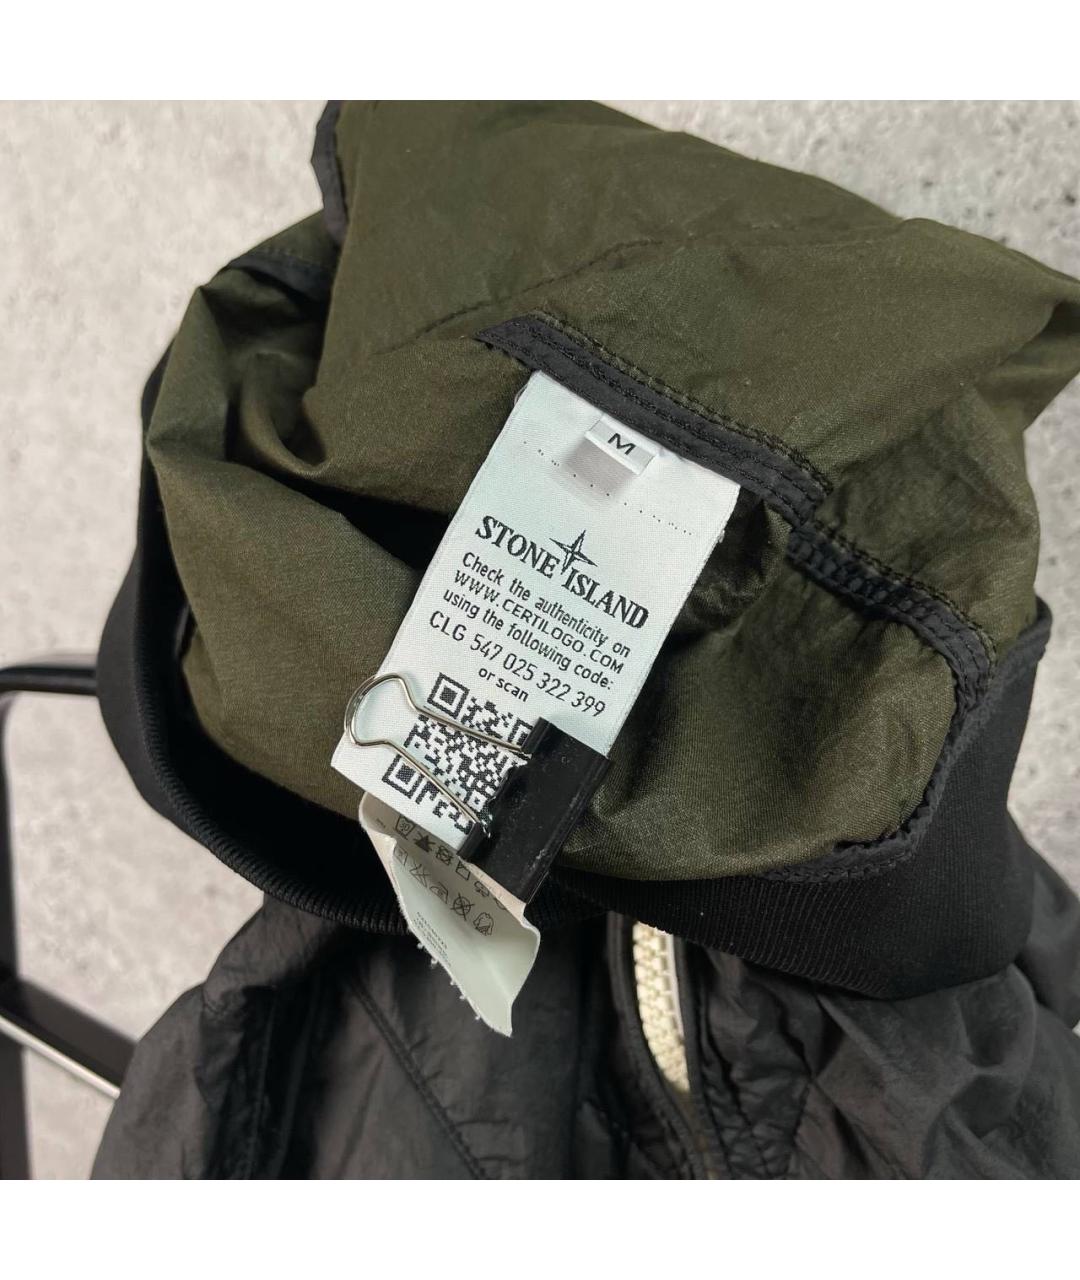 M
STONE ISLAND
Check the authenticity on
WWW.CERTILOGO.COM
using the following code:
CLG 547 025 322 399
or scan